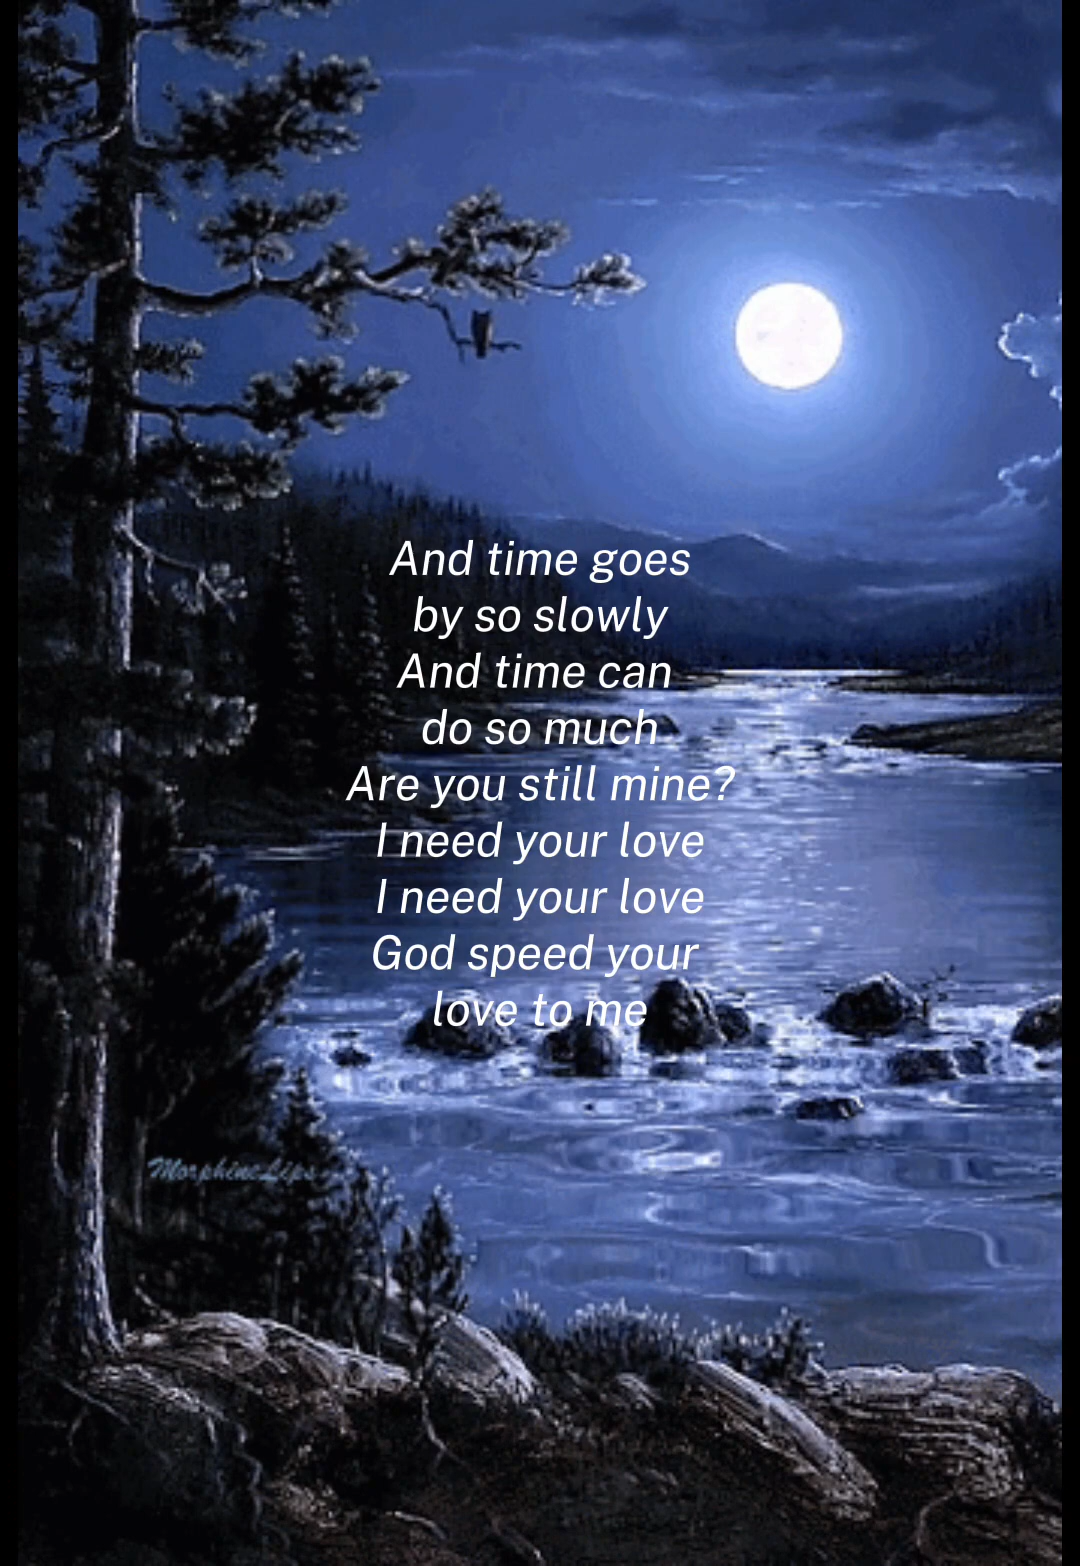 And time goes
by so slowly
And time can
do so much
Are you still mine?
I need your love
I need your love
God speed your
love to me
MorphineLips